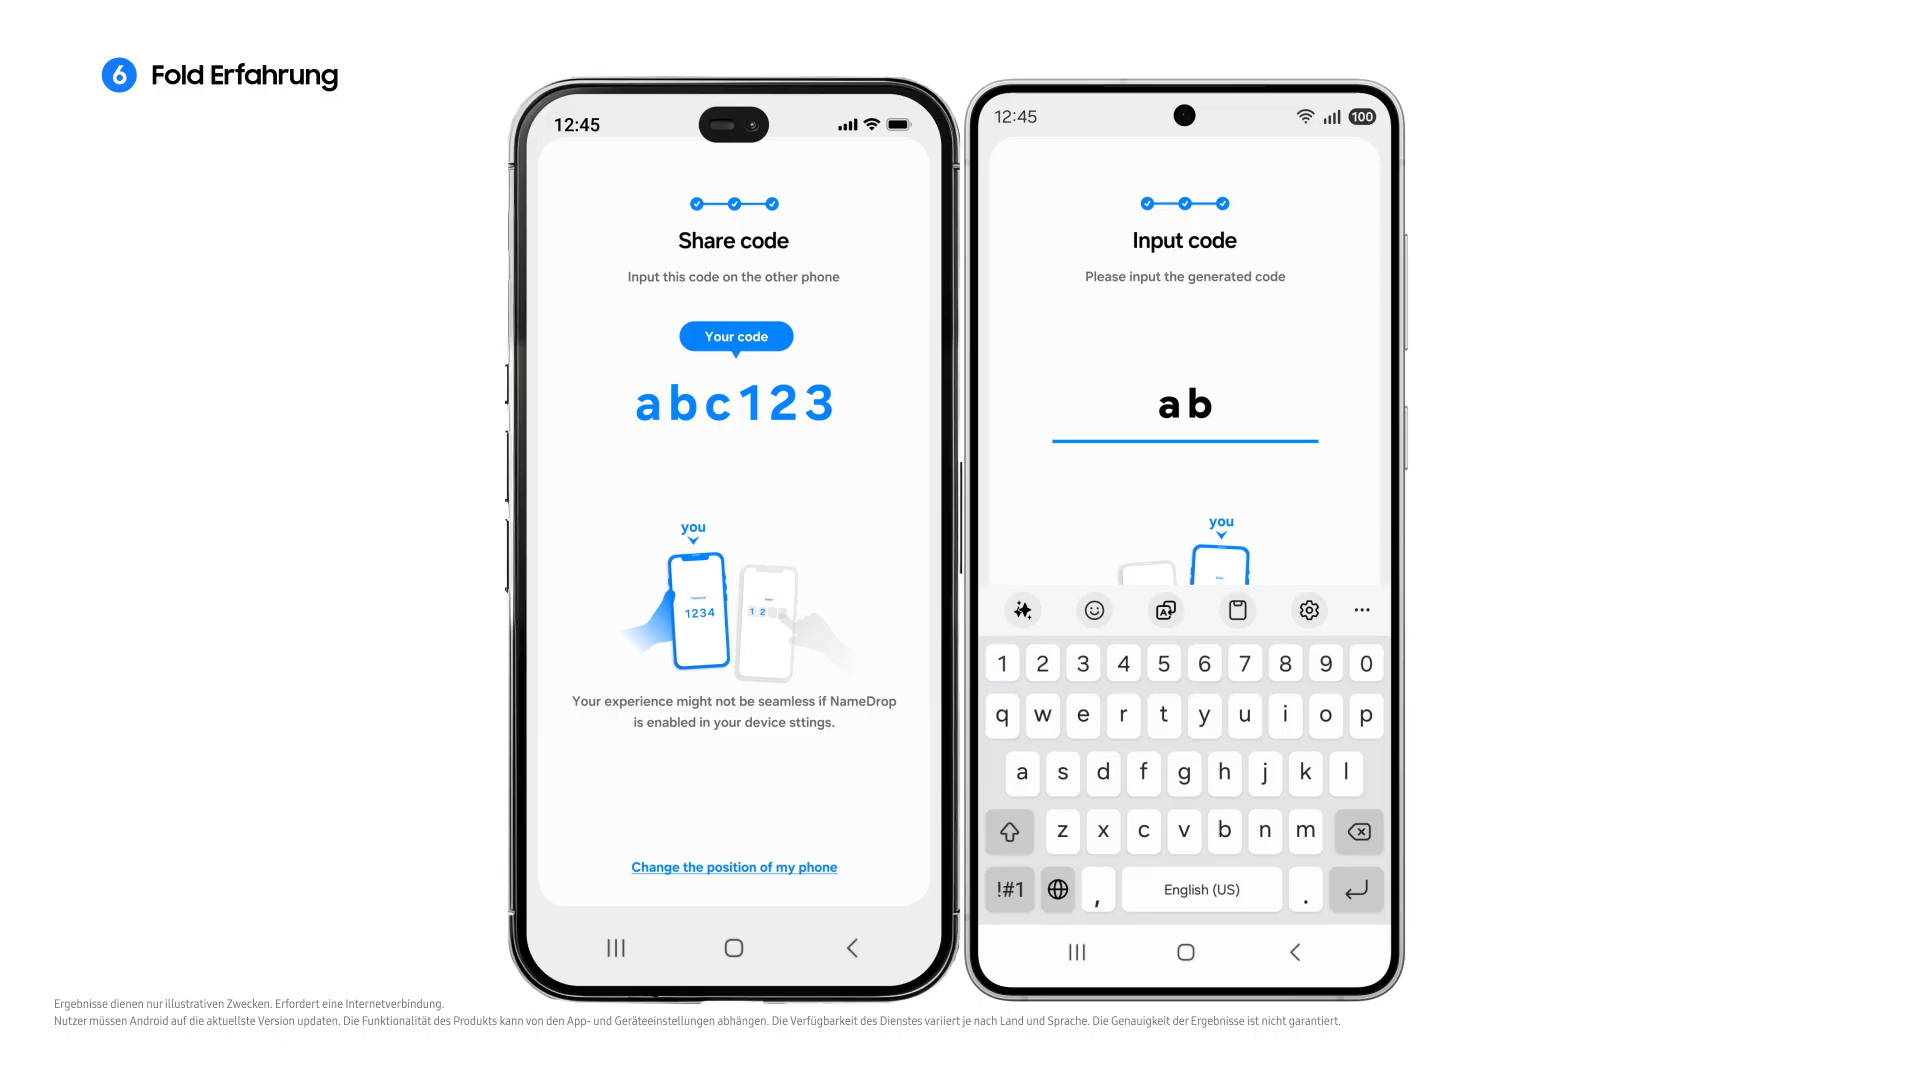 6 Fold Erfahrung
12:45
Share code
Input this code on the other phone
Your code
abc123
you
1234
1 2
Your experience might not be seamless if NameDrop
is enabled in your device sttings.
Change the position of my phone
12:45
100
Input code
Please input the generated code
ab
you
1 2 3 4 5 6 7 8 9 0
q w e r t y u i o p
a s d f g h j k l
z x c v b n m
!#1 , English (US) .
Ergebnisse dienen nur illustrativen Zwecken. Erfordert eine Internetverbindung.
Nutzer müssen Android auf die aktuellste Version updaten. Die Funktionalität des Produkts kann von den App- und Geräteeinstellungen abhängen. Die Verfügbarkeit des Dienstes variiert je nach Land und Sprache. Die Genauigkeit der Ergebnisse ist nicht garantiert.